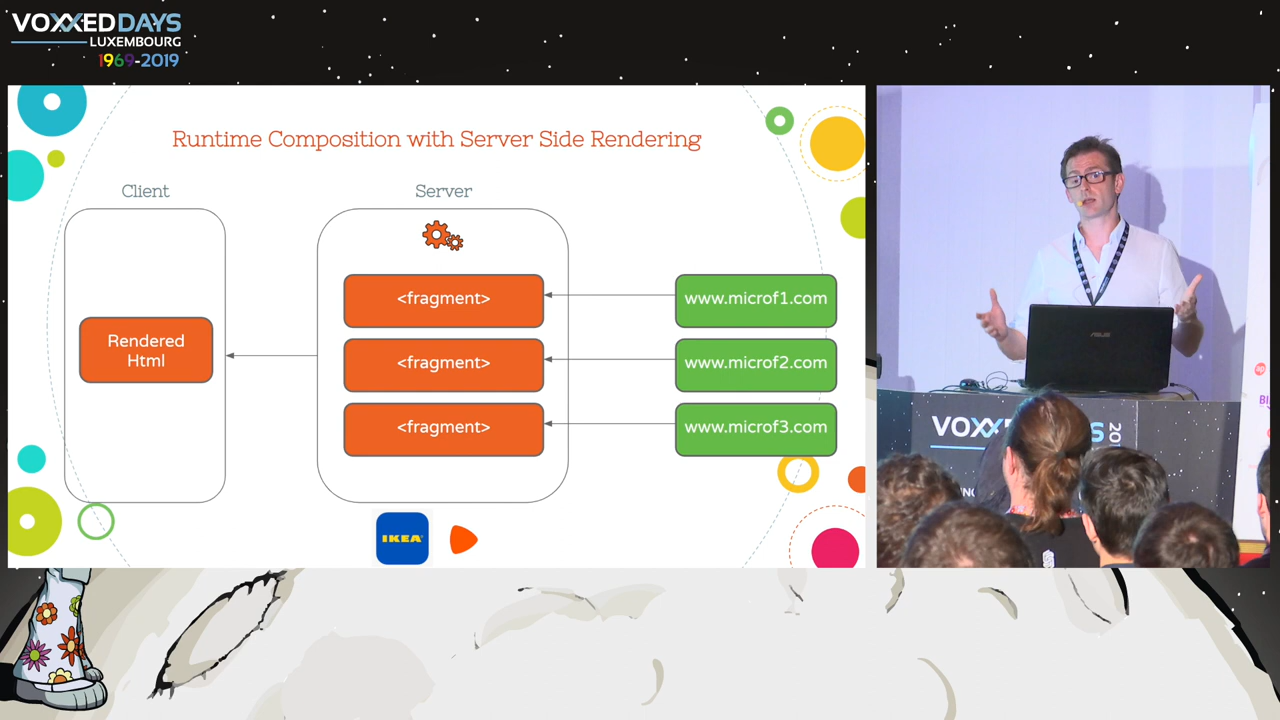 VOXXEDDAYS
LUXEMBOURG
1969-2019
Runtime Composition with Server Side Rendering
Client
Server
Rendered
Html
<fragment>
<fragment>
<fragment>
www.microf1.com
www.microf2.com
www.microf3.com
IKEA
ASUS